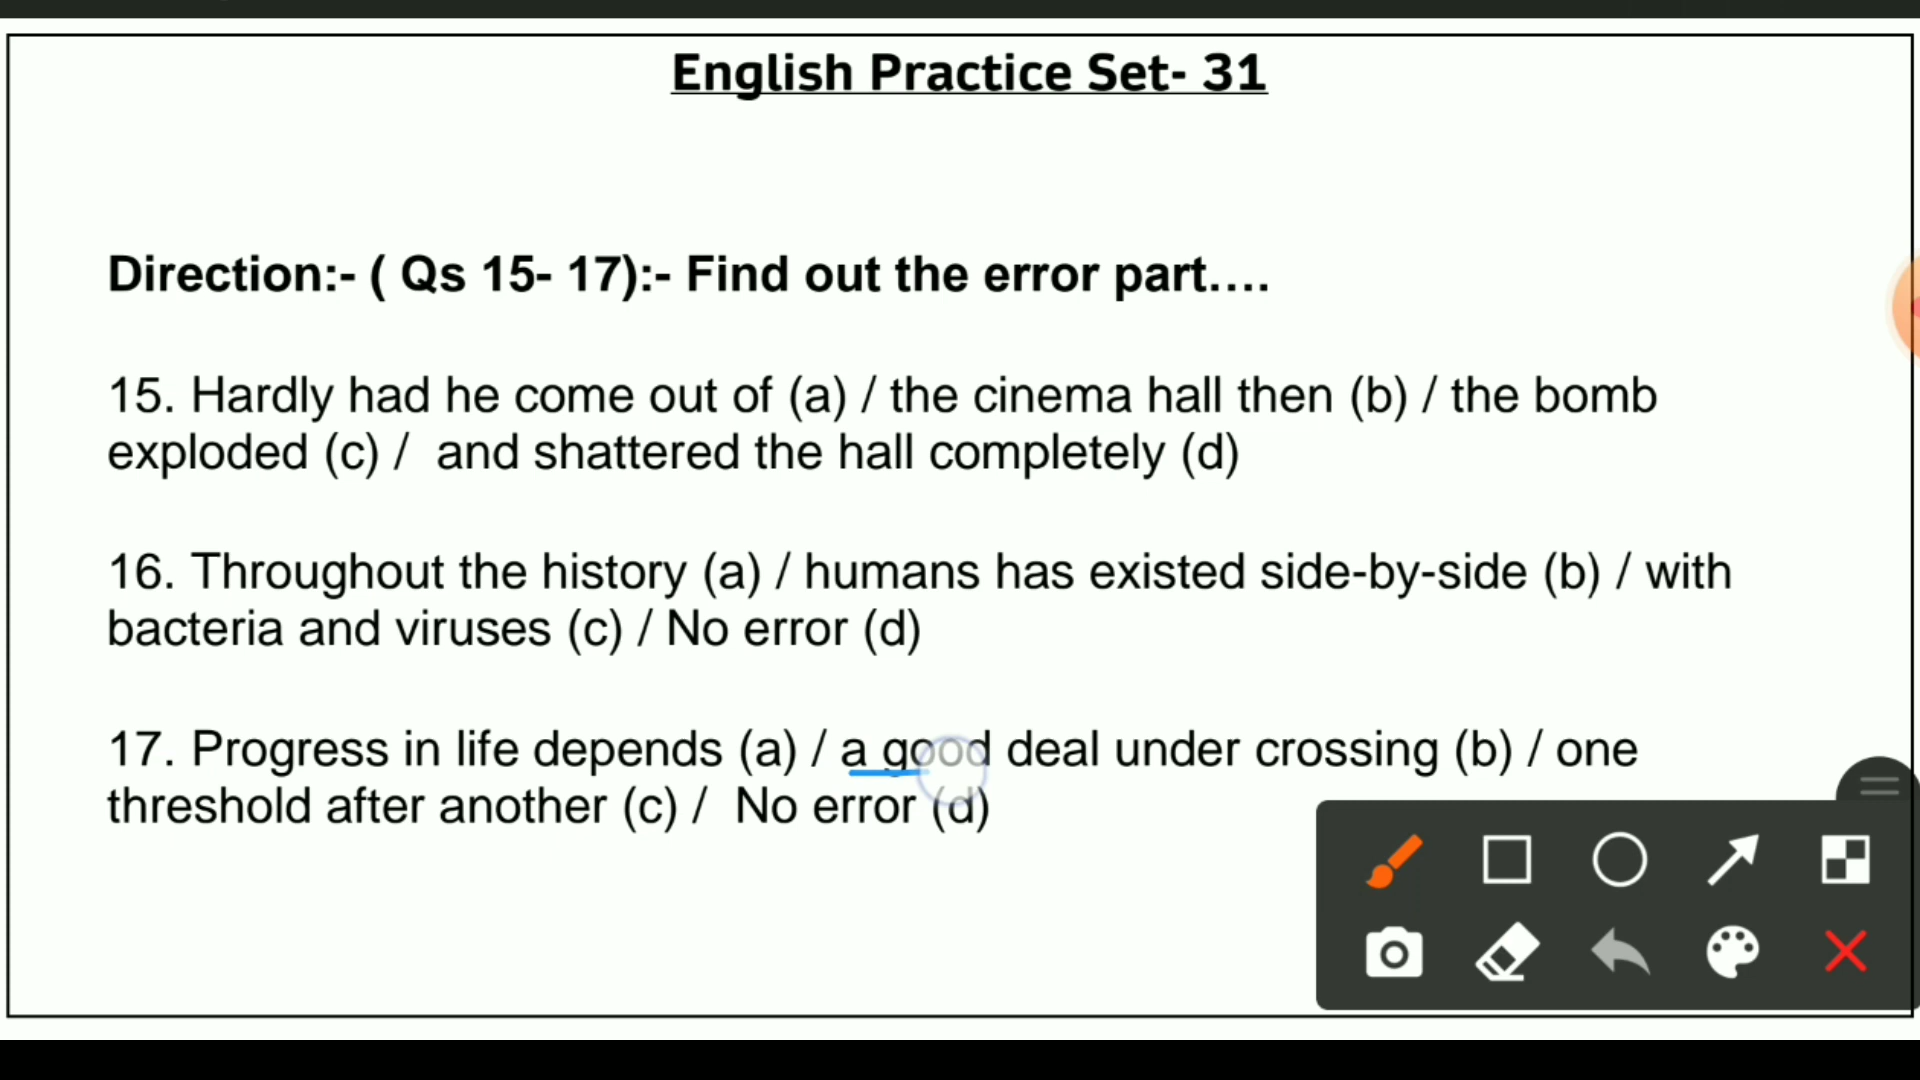 English Practice Set- 31
Direction:- ( Qs 15- 17):- Find out the error part....
15. Hardly had he come out of (a) / the cinema hall then (b) / the bomb
exploded (c) /  and shattered the hall completely (d)
16. Throughout the history (a) / humans has existed side-by-side (b) / with
bacteria and viruses (c) / No error (d)
17. Progress in life depends (a) / a good deal under crossing (b) / one
threshold after another (c) /  No error (d)